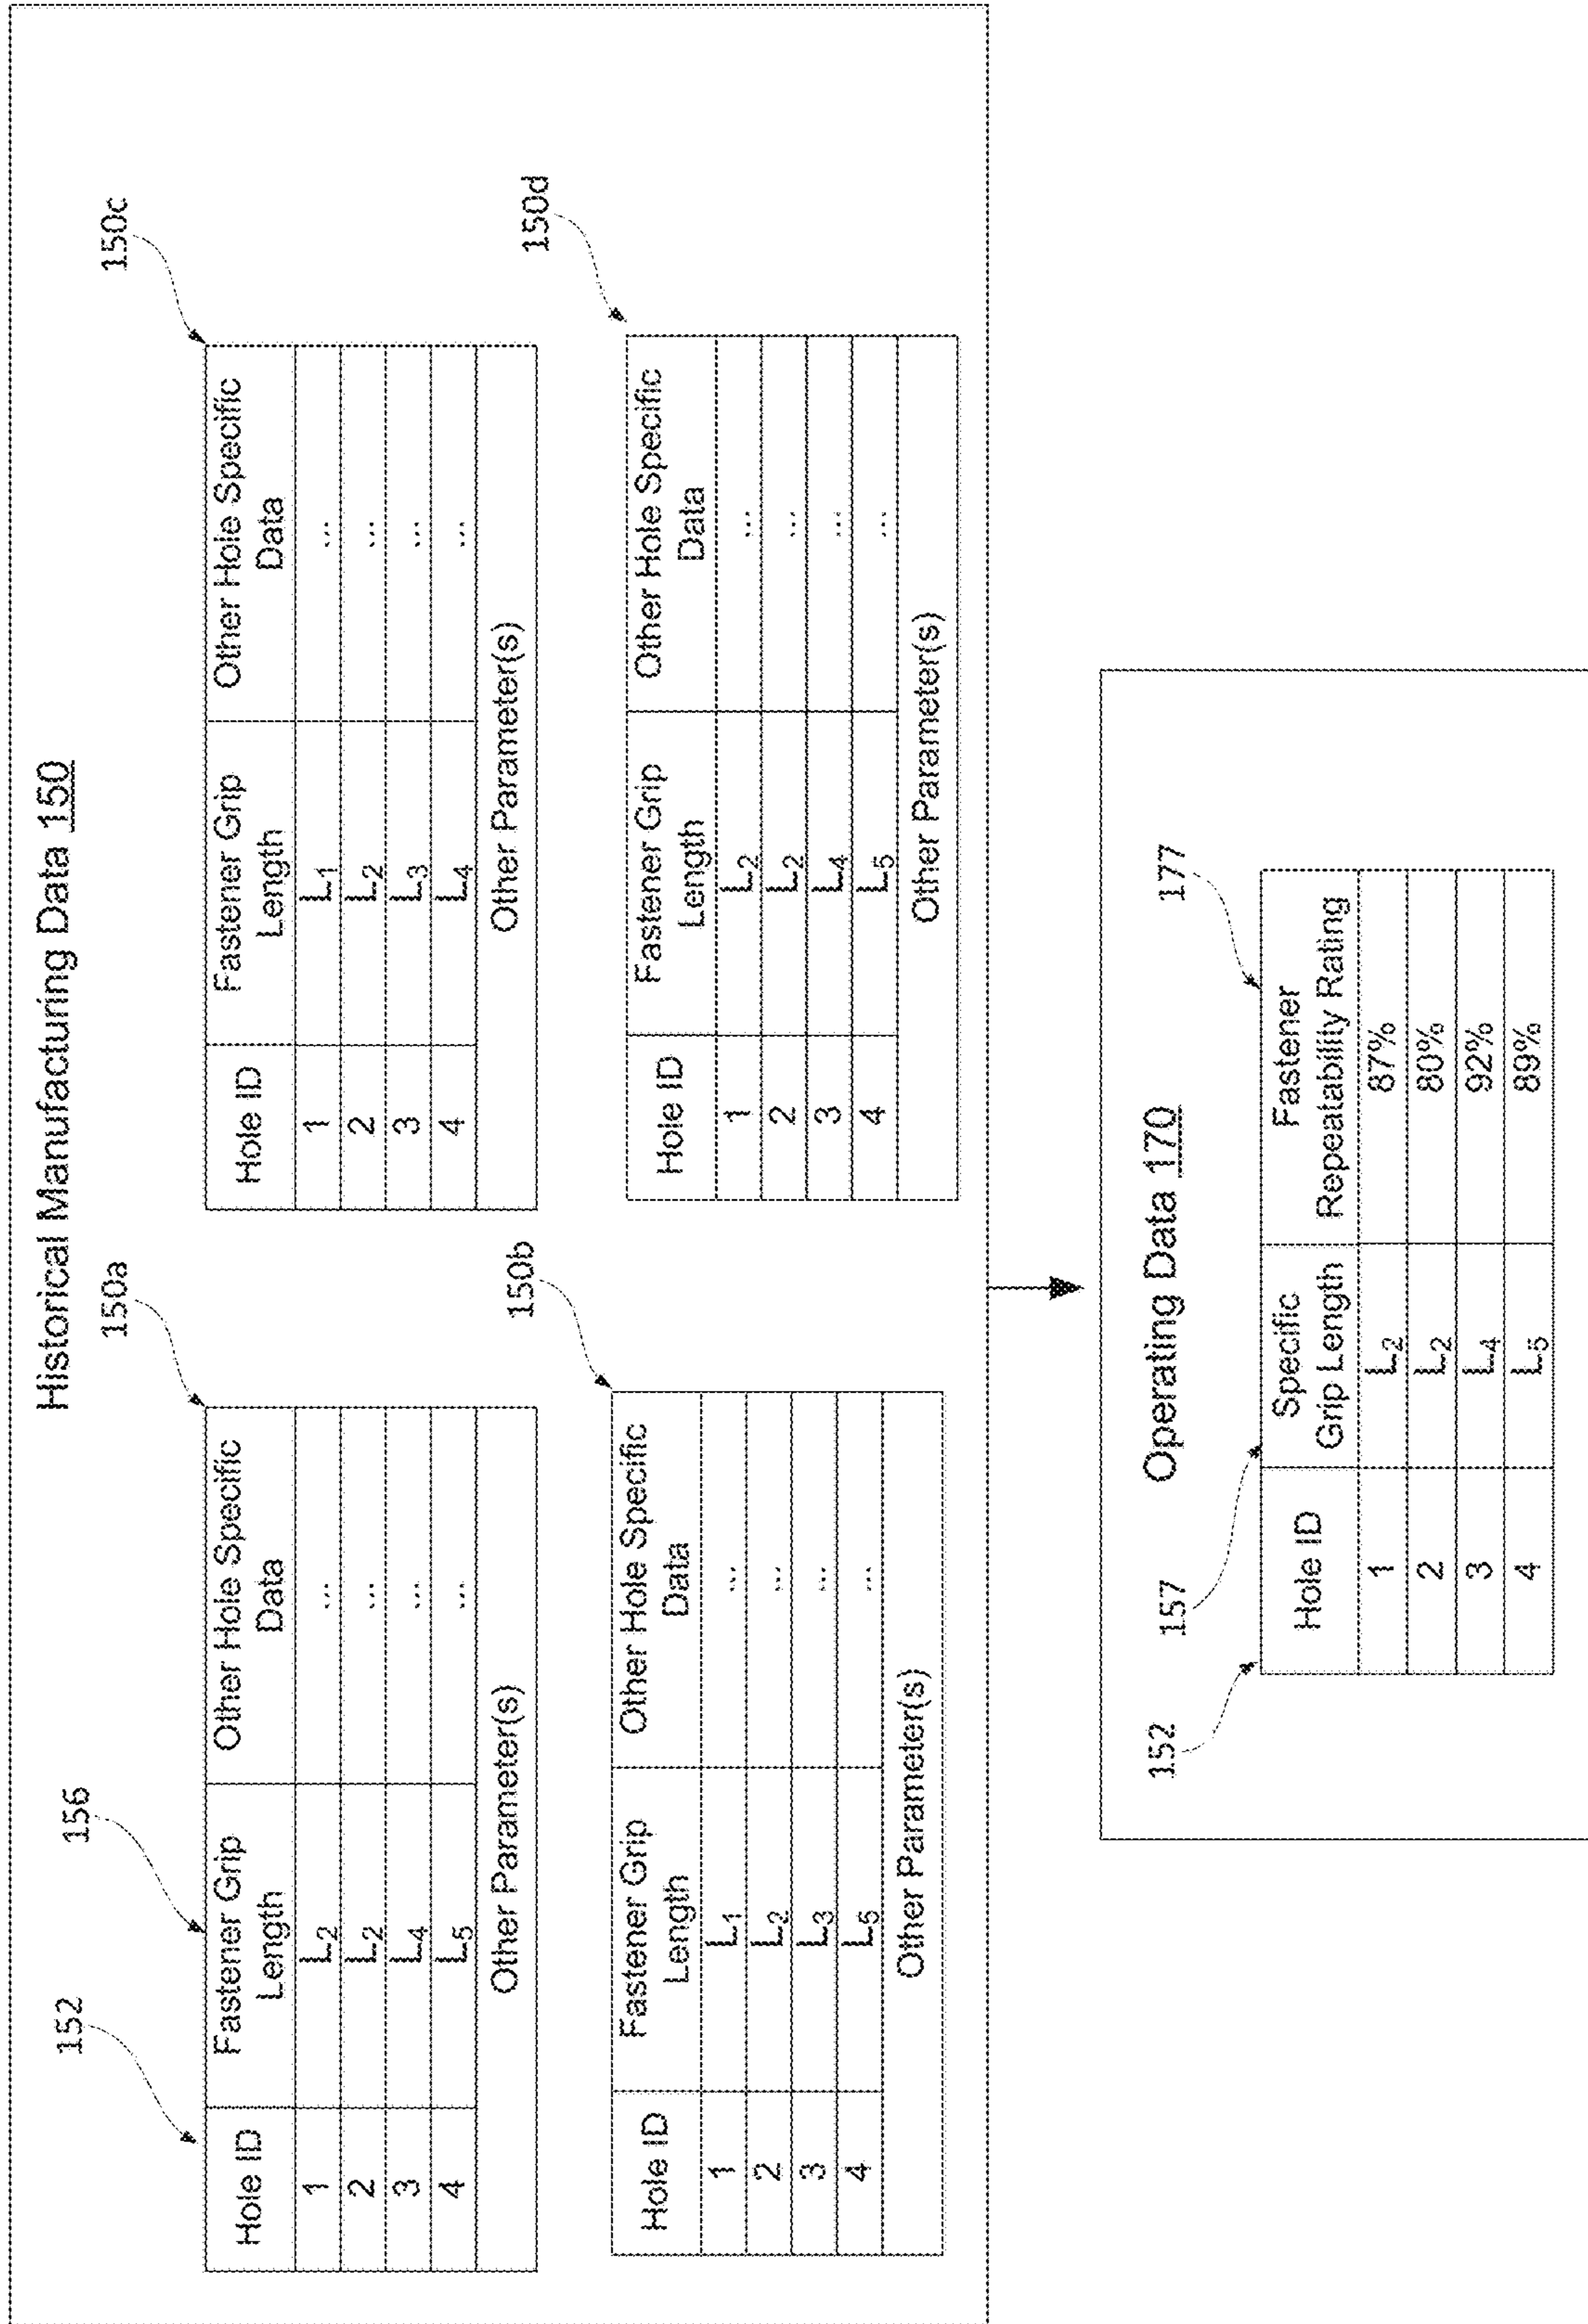 Historical Manufacturing Data 150
152
156
150a
Hole ID Fastener Grip Length Other Hole Specific Data
1 L2 ...
2 L2 ...
3 L4 ...
4 L5 ...
Other Parameter(s)
150b
Hole ID Fastener Grip Length Other Hole Specific Data
1 L1 ...
2 L2 ...
3 L3 ...
4 L5 ...
Other Parameter(s)
150c
Hole ID Fastener Grip Length Other Hole Specific Data
1 L1 ...
2 L2 ...
3 L3 ...
4 L4 ...
Other Parameter(s)
150d
Hole ID Fastener Grip Length Other Hole Specific Data
1 L2 ...
2 L2 ...
3 L4 ...
4 L5 ...
Other Parameter(s)
Operating Data 170
152
157
177
Hole ID Specific Grip Length Fastener Repeatability Rating
1 L2 87%
2 L2 80%
3 L4 92%
4 L5 89%